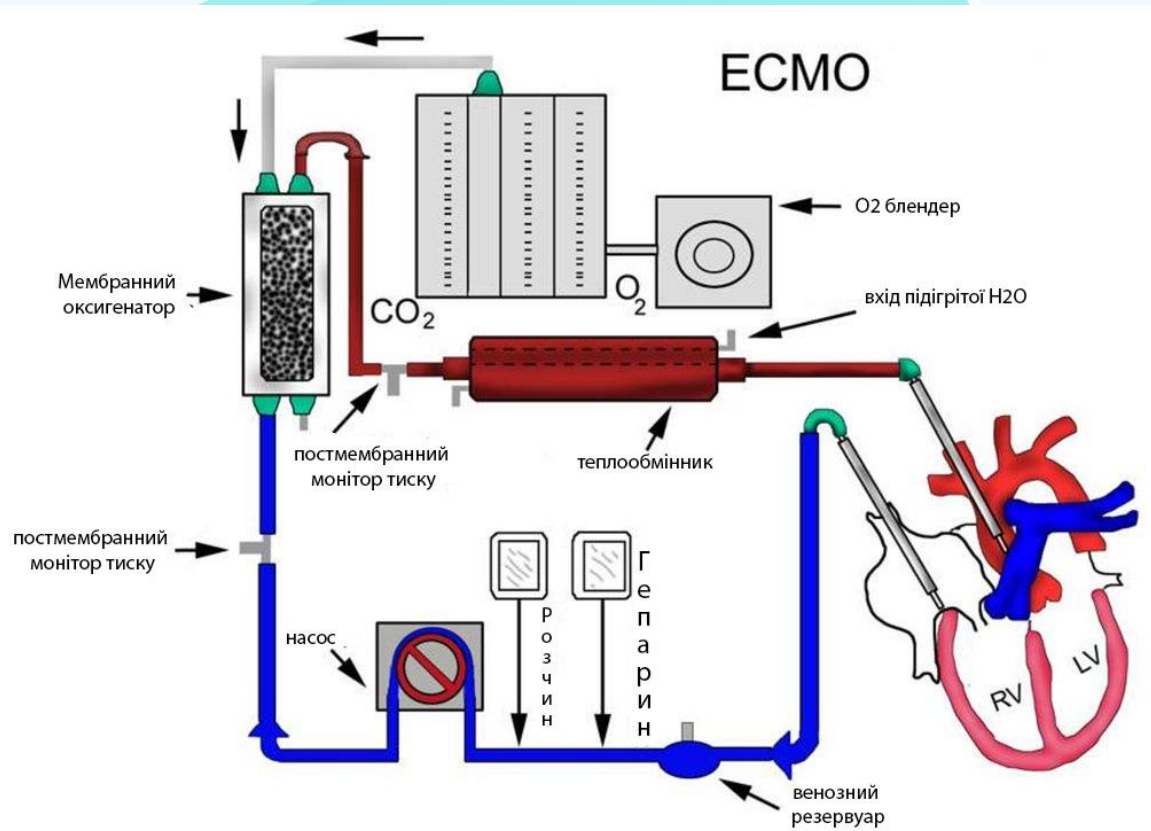 ECMO
О2 блендер
Мембранний
оксигенатор
CO2
O2
вхід підігрітої H2O
постмембранний
монітор тиску
теплообмінник
постмембранний
монітор тиску
насос
Розчин
Гепарин
RV
LV
венозний
резервуар